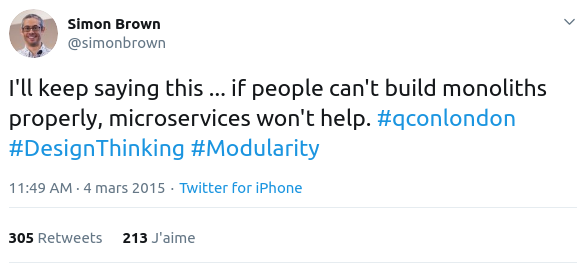 Simon Brown
@simonbrown
I'll keep saying this ... if people can't build monoliths
properly, microservices won't help. #qconlondon
#DesignThinking #Modularity
11:49 AM · 4 mars 2015 · Twitter for iPhone
305 Retweets 213 J'aime